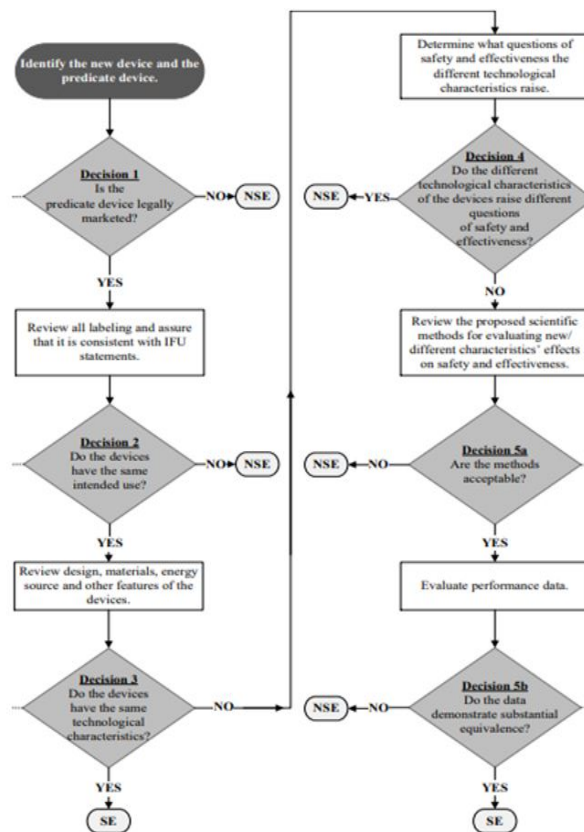 Identify the new device and the
predicate device.
Decision 1
Is the
predicate device legally
marketed?
NO
NSE
YES
Review all labeling and assure
that it is consistent with IFU
statements.
Decision 2
Do the devices
have the same
intended use?
NO
NSE
YES
Review design, materials, energy
source and other features of the
devices.
Decision 3
Do the devices
have the same
technological
characteristics?
NO
YES
SE
Determine what questions of
safety and effectiveness the
different technological
characteristics raise.
Decision 4
Do the different
technological characteristics
of the devices raise different
questions
of safety and
effectiveness?
YES
NSE
NO
Review the proposed scientific
methods for evaluating new/
different characteristics’ effects
on safety and effectiveness.
Decision 5a
Are the methods
acceptable?
NO
NSE
YES
Evaluate performance data.
Decision 5b
Do the data
demonstrate substantial
equivalence?
NO
NSE
YES
SE